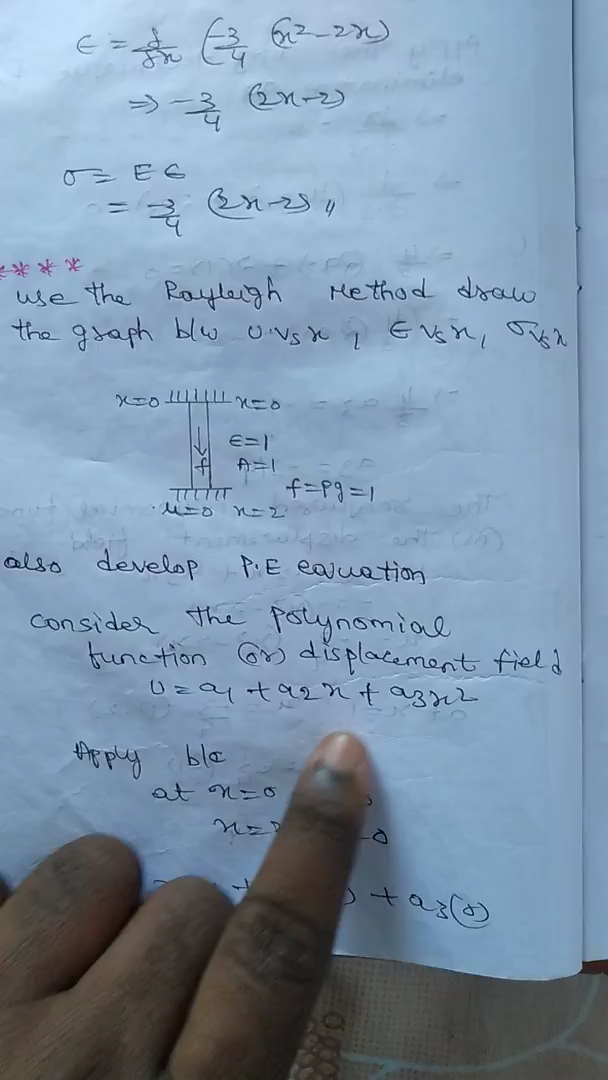 ϵ = δ/δx (-3/4 (x2-2x)
=> -3/4 (2x-2)
σ = E ϵ
= -3/4 (2x-2)"
****
use the Rayleigh Method draw
the graph b/w U vs x, ϵ vs x, σ vs x
x=0 x=0
E=1
f A=1
f=ρg=1
u=0 x=2
also develop P.E equation
consider the polynomial
function (or) displacement field
U = a1 + a2x + a3x2
Apply b/c
at x=0
+ a3(0)